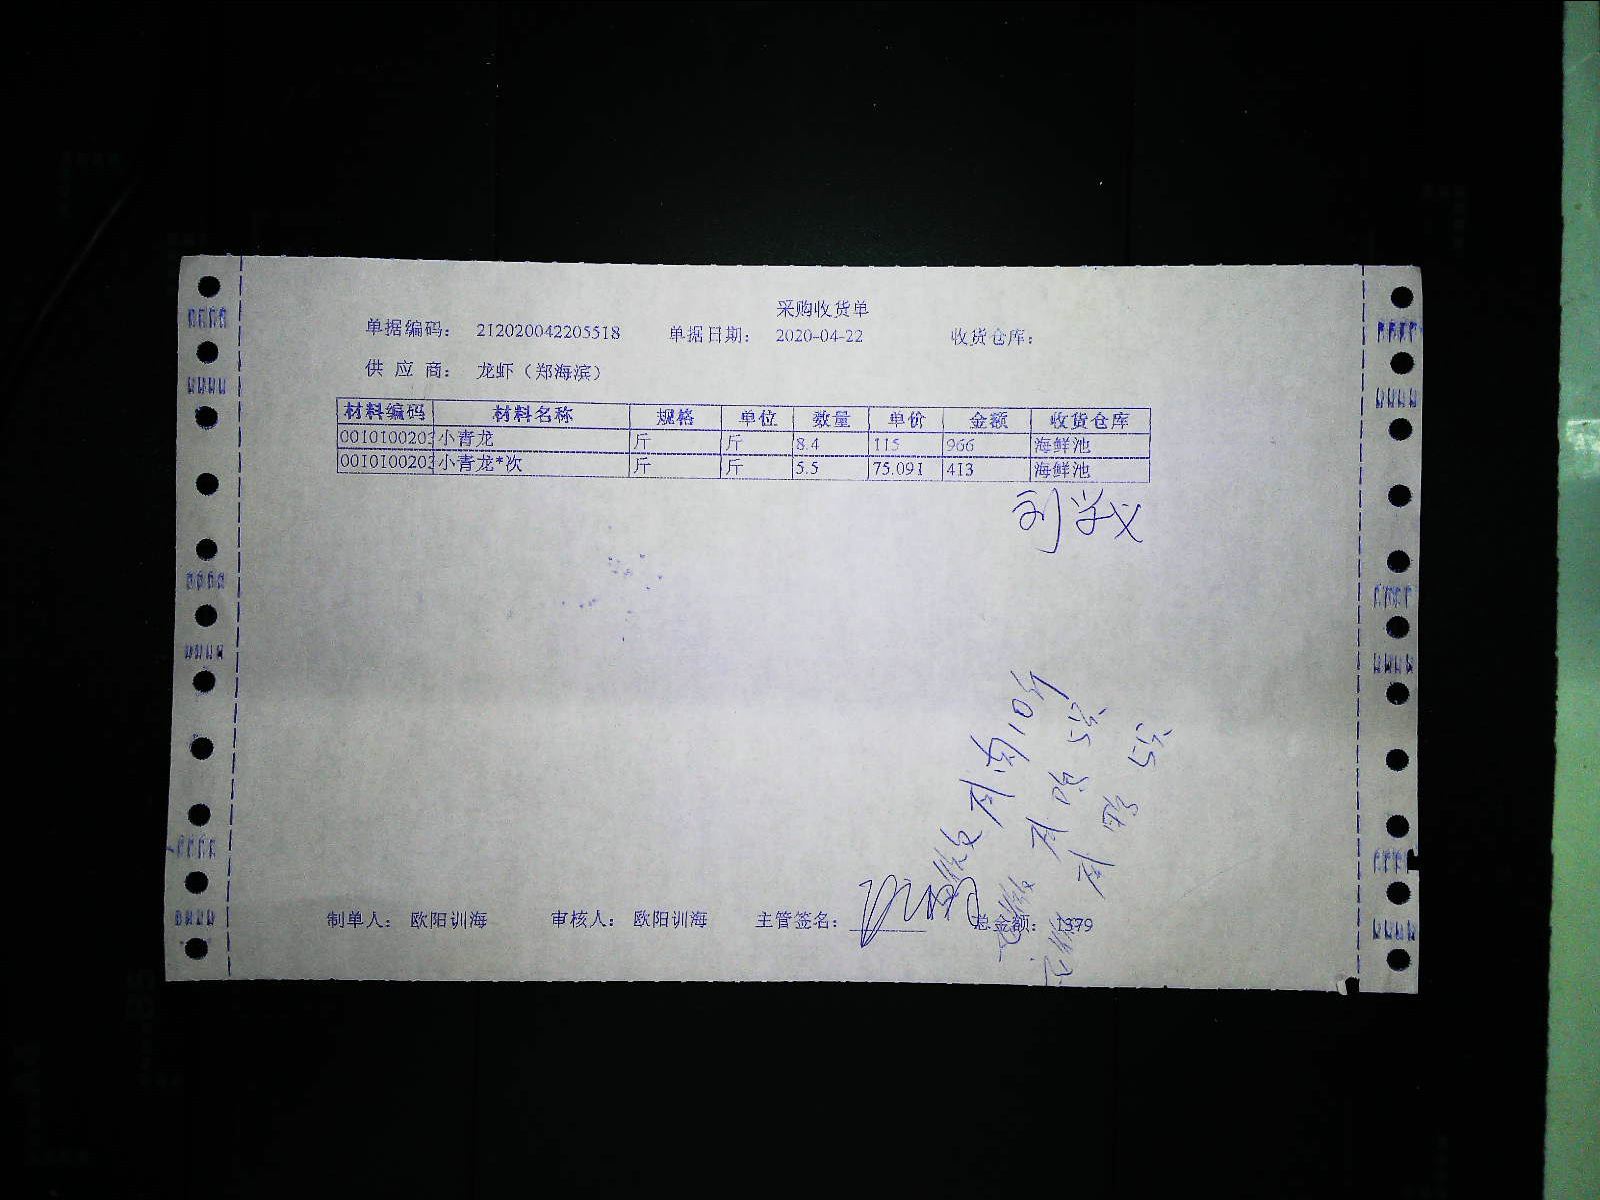 采购收货单
单据编码： 212020042205518 单据日期： 2020-04-22 收货仓库：
供 应 商： 龙虾（郑海滨）
材料编码 材料名称 规格 单位 数量 单价 金额 收货仓库
0010100203 小青龙 斤 斤 8.4 115 966 海鲜池
0010100203 小青龙*次 斤 斤 5.5 75.091 413 海鲜池
刘学义
制单人： 欧阳训海 审核人： 欧阳训海 主管签名： 总金额： 1379